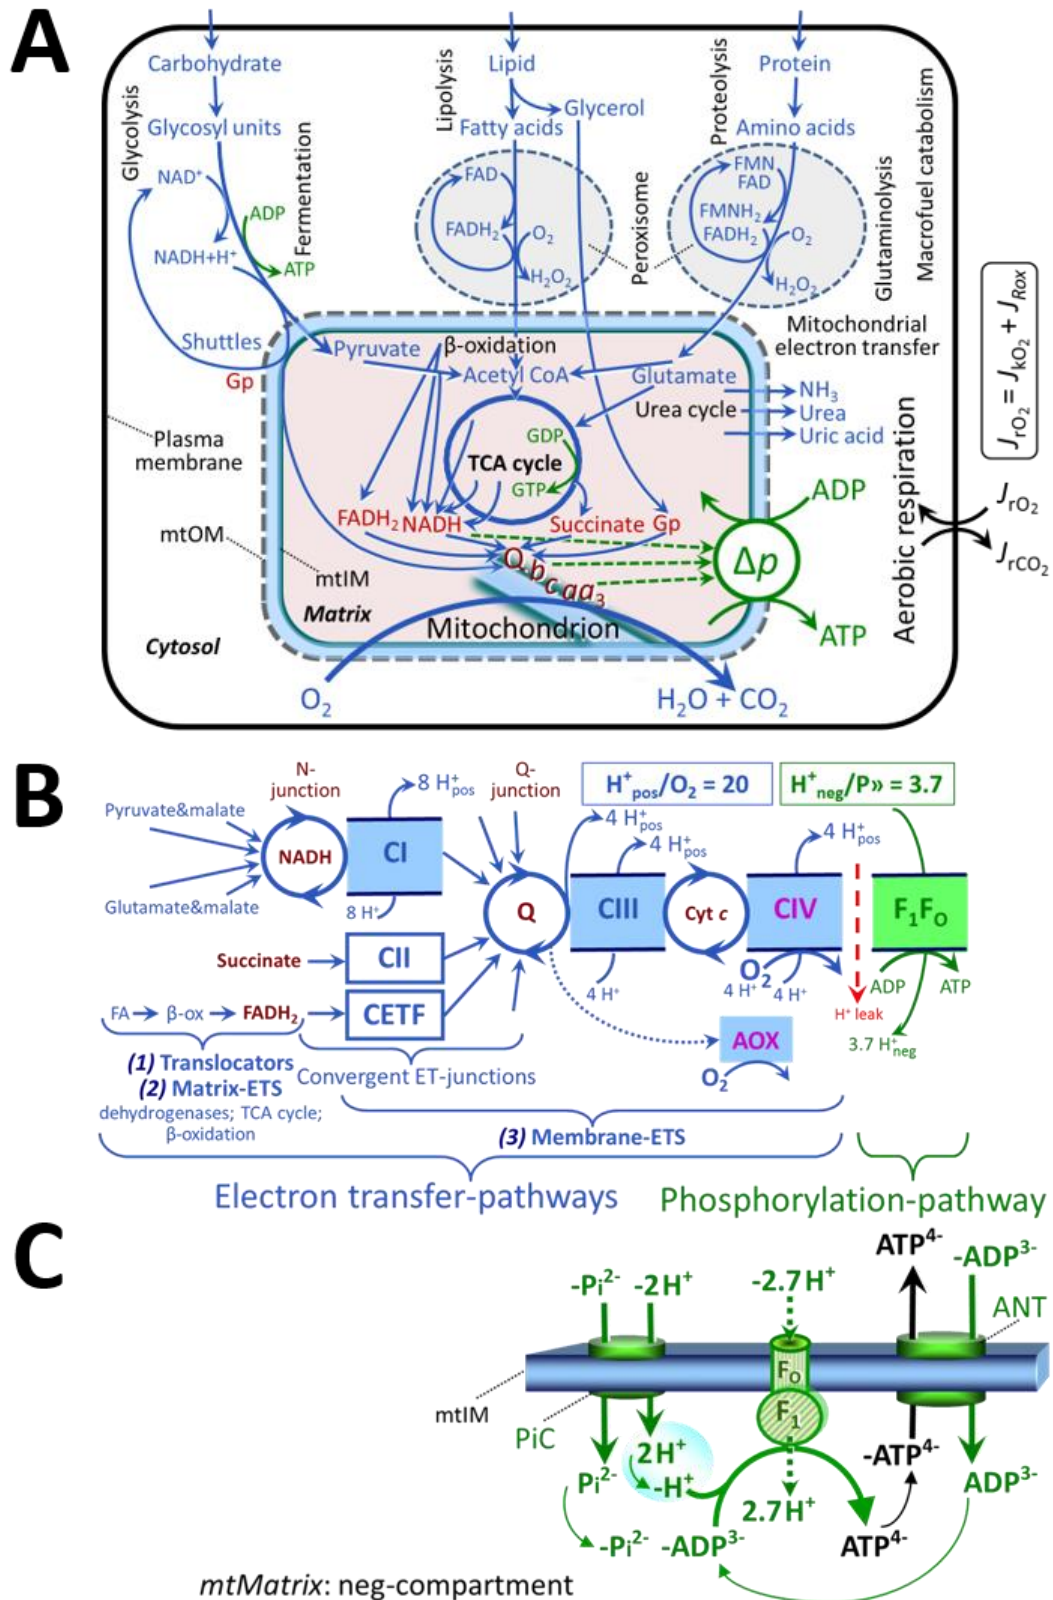 A
Carbohydrate
Lipid
Protein
Glycolysis
Lipolysis
Proteolysis
Macrofuel catabolism
Glycerol
Glycosyl units
Fatty acids
Amino acids
Fermentation
NAD⁺
ADP
NADH+H⁺
ATP
FAD
FADH₂
O₂
H₂O₂
Peroxisome
FMN
FAD
FMNH₂
FADH₂
O₂
H₂O₂
Glutaminolysis
Shuttles
Gp
Pyruvate
β-oxidation
Acetyl CoA
Glutamate
Mitochondrial
electron transfer
Urea cycle
NH₃
Urea
Uric acid
Plasma
membrane
GDP
TCA cycle
GTP
FADH₂
NADH
Succinate
Gp
Q b c aa₃
mtOM
mtIM
Matrix
Mitochondrion
Cytosol
Δp
ADP
ATP
O₂
H₂O + CO₂
Aerobic respiration
J_rO₂ = J_kO₂ + J_Rox
J_rO₂
J_rCO₂
B
N-
junction
Q-
junction
8 H⁺pos
H⁺pos/O₂ = 20
H⁺neg/P» = 3.7
Pyruvate&malate
NADH
CI
4 H⁺pos
4 H⁺pos
4 H⁺pos
Glutamate&malate
8 H⁺
Q
CIII
Cyt c
CIV
F₁Fₒ
Succinate
CII
4 H⁺
O₂
4 H⁺
4 H⁺
ADP
ATP
H⁺ leak
FA
β-ox
FADH₂
CETF
AOX
O₂
3.7 H⁺neg
(1) Translocators
(2) Matrix-ETS
dehydrogenases; TCA cycle;
β-oxidation
Convergent ET-junctions
(3) Membrane-ETS
Electron transfer-pathways
Phosphorylation-pathway
C
-Pi²⁻
-2H⁺
-2.7H⁺
ATP⁴⁻
-ADP³⁻
ANT
Fₒ
F₁
mtIM
PiC
2H⁺
-H⁺
Pi²⁻
2.7H⁺
-ATP⁴⁻
ADP³⁻
-Pi²⁻
-ADP³⁻
ATP⁴⁻
mtMatrix: neg-compartment